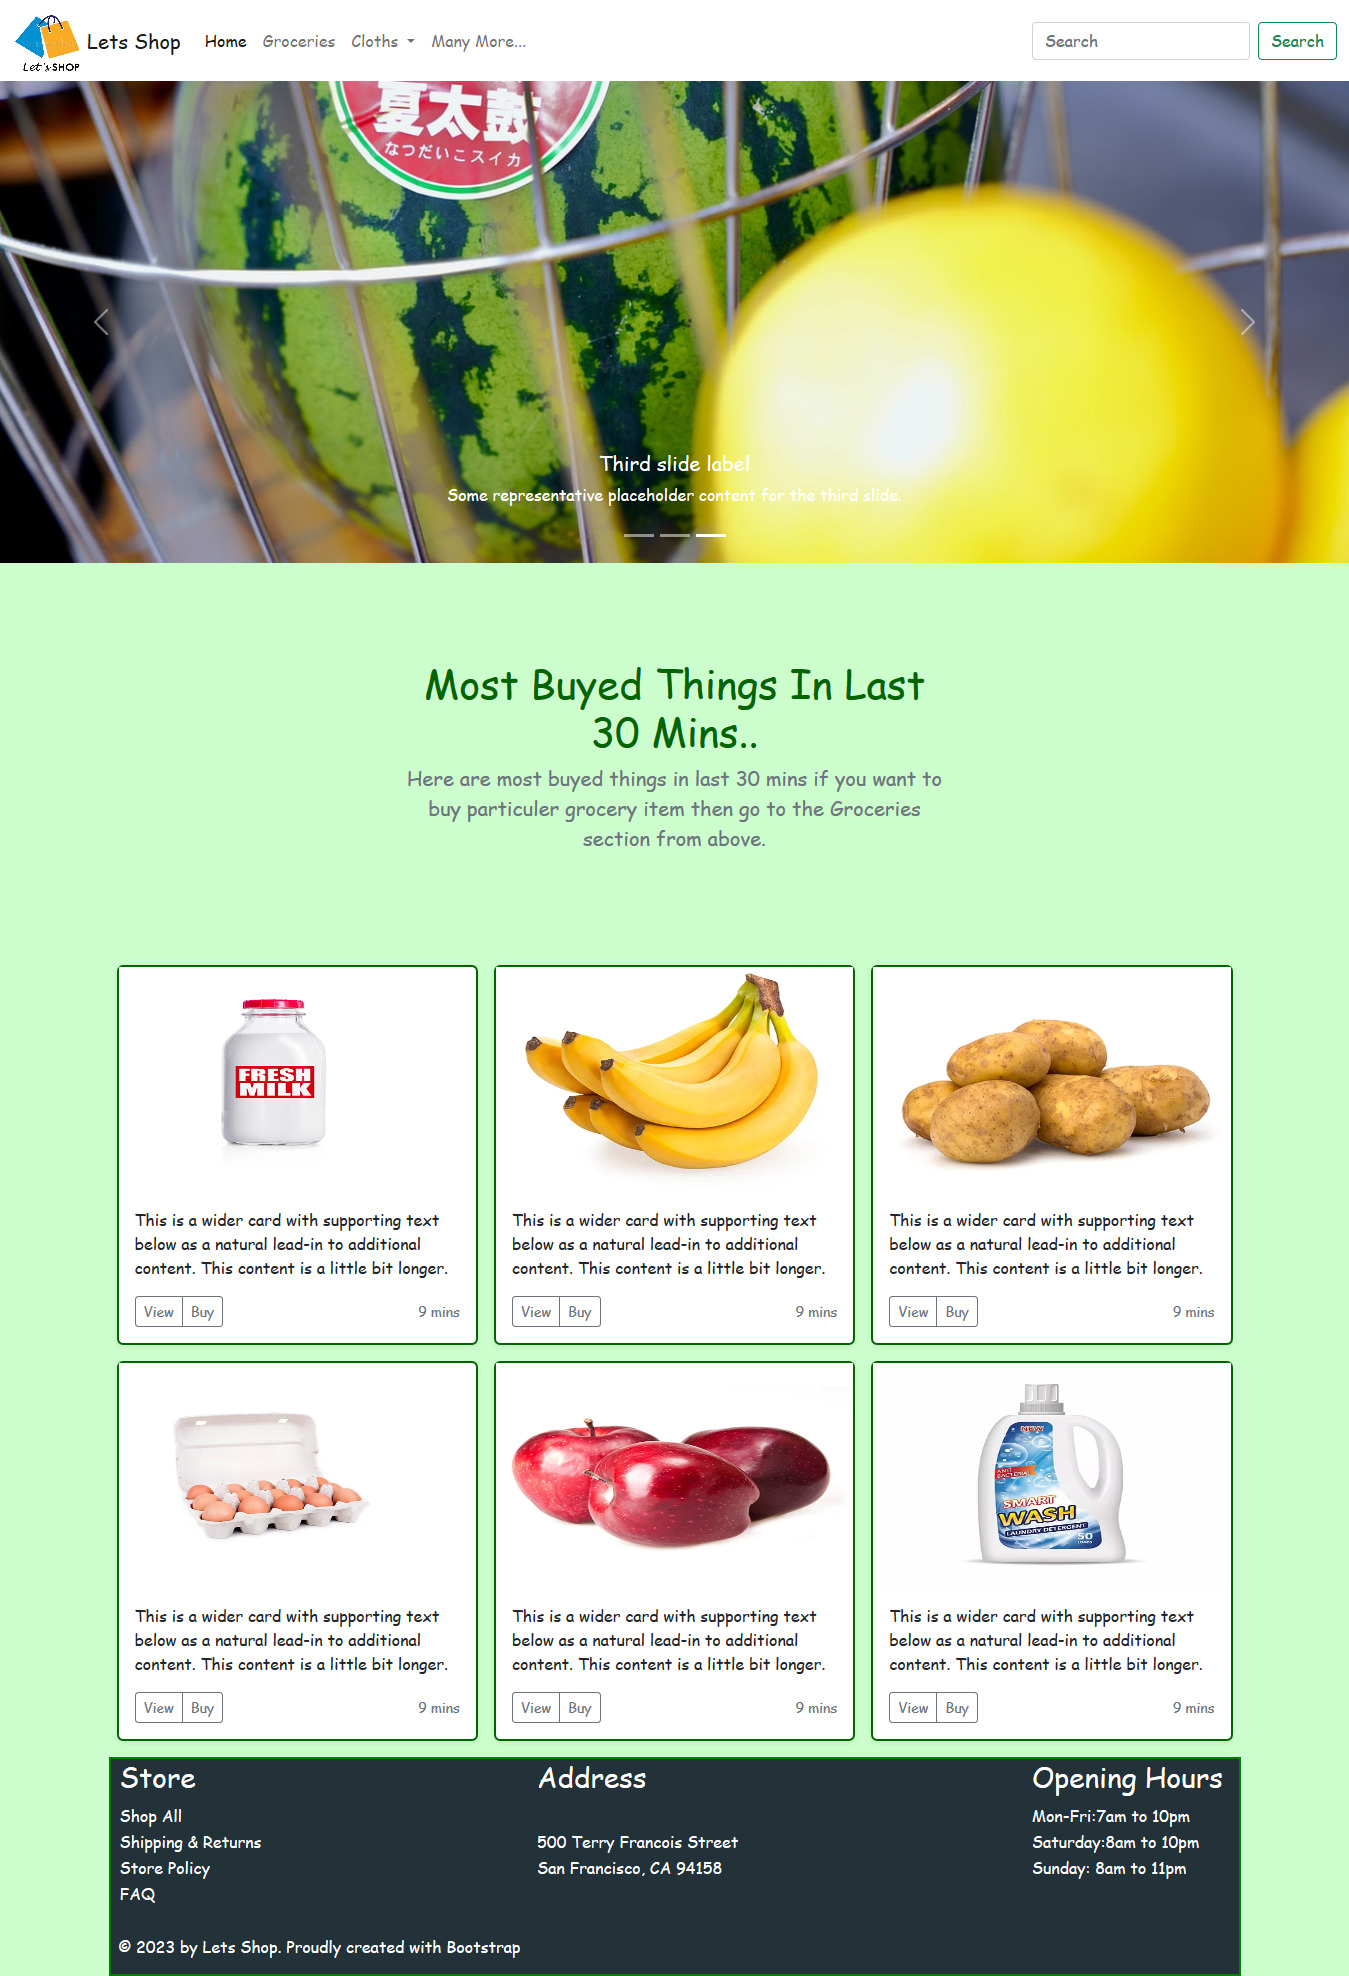 Let's SHOP
Lets Shop
Home
Groceries
Cloths
Many More...
Search
Search
夏太鼓
なつだいこスイカ
Third slide label
Some representative placeholder content for the third slide.
Most Buyed Things In Last
30 Mins..
Here are most buyed things in last 30 mins if you want to
buy particuler grocery item then go to the Groceries
section from above.
FRESH
MILK
This is a wider card with supporting text
below as a natural lead-in to additional
content. This content is a little bit longer.
View
Buy
9 mins
This is a wider card with supporting text
below as a natural lead-in to additional
content. This content is a little bit longer.
View
Buy
9 mins
This is a wider card with supporting text
below as a natural lead-in to additional
content. This content is a little bit longer.
View
Buy
9 mins
This is a wider card with supporting text
below as a natural lead-in to additional
content. This content is a little bit longer.
View
Buy
9 mins
This is a wider card with supporting text
below as a natural lead-in to additional
content. This content is a little bit longer.
View
Buy
9 mins
NEW
ANTI
BACTERIAL
SMART
WASH
LAUNDRY DETERGENT
50
LOADS
This is a wider card with supporting text
below as a natural lead-in to additional
content. This content is a little bit longer.
View
Buy
9 mins
Store
Shop All
Shipping & Returns
Store Policy
FAQ
Address
500 Terry Francois Street
San Francisco, CA 94158
Opening Hours
Mon-Fri:7am to 10pm
Saturday:8am to 10pm
Sunday: 8am to 11pm
© 2023 by Lets Shop. Proudly created with Bootstrap